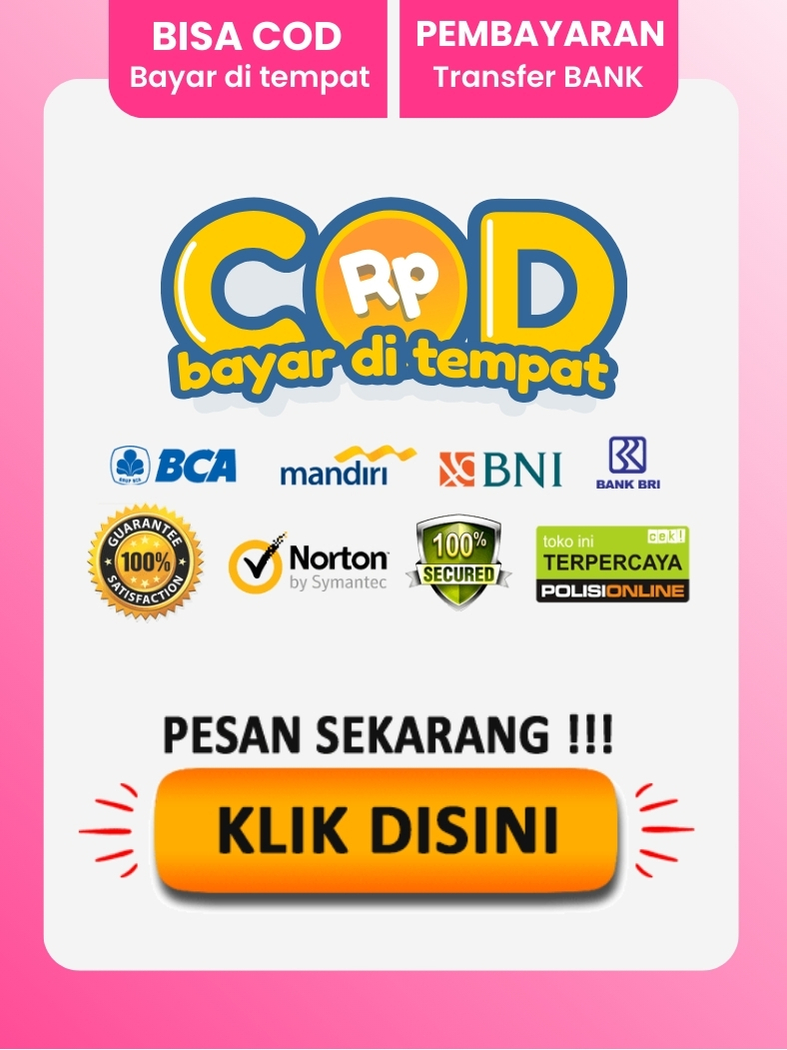 BISA COD
Bayar di tempat
PEMBAYARAN
Transfer BANK
COD
Rp
bayar di tempat
BCA
mandiri
BNI
BANK BRI
GUARANTEE
100%
SATISFACTION
Norton
by Symantec
100%
SECURED
cek!
toko ini
TERPERCAYA
POLISIONLINE
PESAN SEKARANG !!!
KLIK DISINI